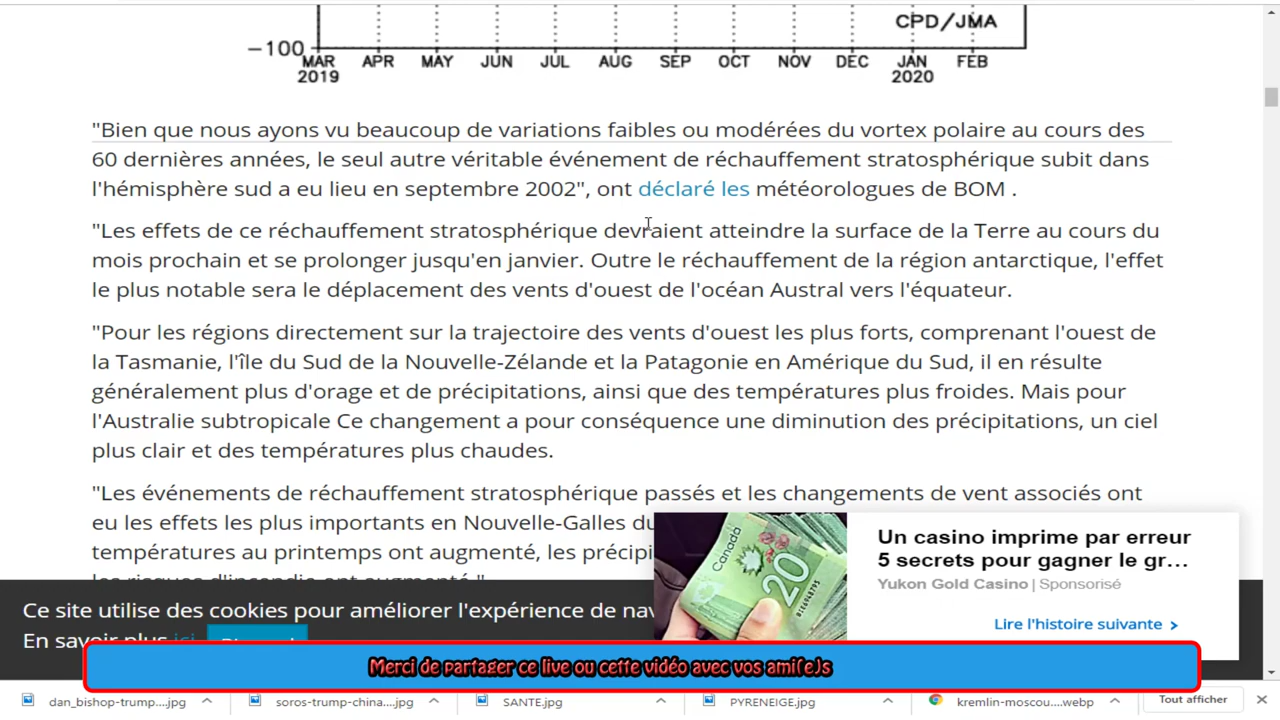 CPD/JMA
-100
MAR APR MAY JUN JUL AUG SEP OCT NOV DEC JAN FEB
2019 2020
"Bien que nous ayons vu beaucoup de variations faibles ou modérées du vortex polaire au cours des
60 dernières années, le seul autre véritable événement de réchauffement stratosphérique subit dans
l'hémisphère sud a eu lieu en septembre 2002", ont déclaré les météorologues de BOM .
"Les effets de ce réchauffement stratosphérique devraient atteindre la surface de la Terre au cours du
mois prochain et se prolonger jusqu'en janvier. Outre le réchauffement de la région antarctique, l'effet
le plus notable sera le déplacement des vents d'ouest de l'océan Austral vers l'équateur.
"Pour les régions directement sur la trajectoire des vents d'ouest les plus forts, comprenant l'ouest de
la Tasmanie, l'île du Sud de la Nouvelle-Zélande et la Patagonie en Amérique du Sud, il en résulte
généralement plus d'orage et de précipitations, ainsi que des températures plus froides. Mais pour
l'Australie subtropicale Ce changement a pour conséquence une diminution des précipitations, un ciel
plus clair et des températures plus chaudes.
"Les événements de réchauffement stratosphérique passés et les changements de vent associés ont
eu les effets les plus importants en Nouvelle-Galles du
températures au printemps ont augmenté, les précipi
les risques d'incendie ont augmenté."
Canada
20
Un casino imprime par erreur
5 secrets pour gagner le gr...
Yukon Gold Casino | Sponsorisé
Lire l'histoire suivante >
Ce site utilise des cookies pour améliorer l'expérience de nav
En savoir plus ici
Merci de partager ce live ou cette vidéo avec vos ami(e)s
dan_bishop-trump....jpg
soros-trump-china....jpg
SANTE.jpg
PYRENEIGE.jpg
kremlin-moscou....webp
Tout afficher